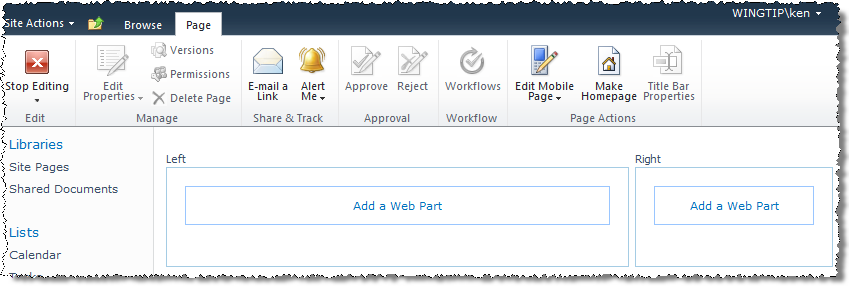 Site Actions Browse Page WINGTIP\ken
Stop Editing
Edit
Edit
Properties
Versions
Permissions
Delete Page
Manage
E-mail a
Link
Alert
Me
Share & Track
Approve
Reject
Approval
Workflows
Workflow
Edit Mobile
Page
Make
Homepage
Title Bar
Properties
Page Actions
Libraries
Site Pages
Shared Documents
Lists
Calendar
Left
Add a Web Part
Right
Add a Web Part